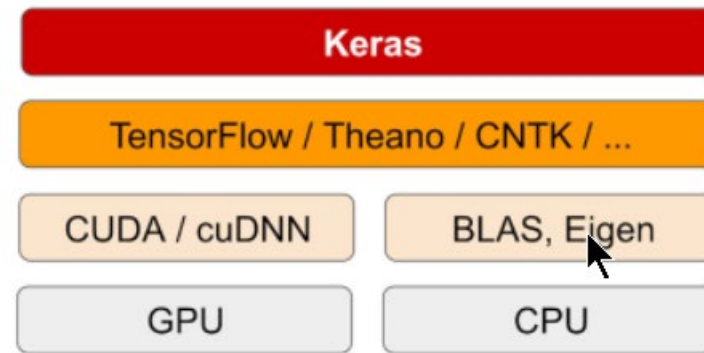 Keras
TensorFlow / Theano / CNTK / ...
CUDA / cuDNN
BLAS, Eigen
GPU
CPU